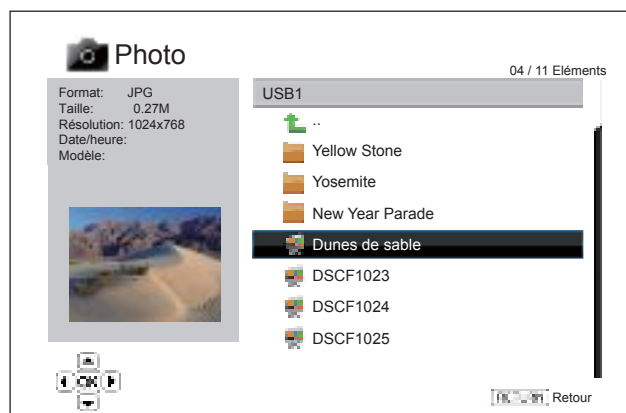 Photo
04 / 11 Eléments
Format: JPG
Taille: 0.27M
Résolution: 1024x768
Date/heure:
Modèle:
USB1
..
Yellow Stone
Yosemite
New Year Parade
Dunes de sable
DSCF1023
DSCF1024
DSCF1025
OK
RETURN Retour